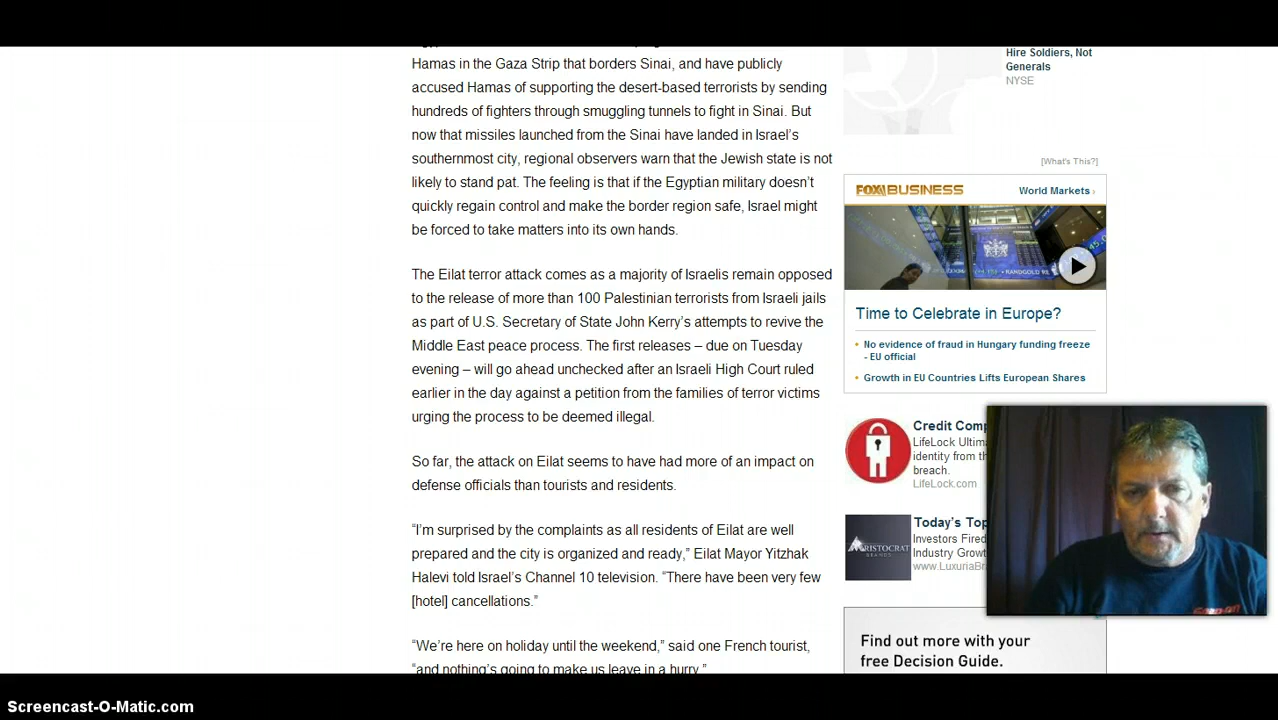 Hamas in the Gaza Strip that borders Sinai, and have publicly
accused Hamas of supporting the desert-based terrorists by sending
hundreds of fighters through smuggling tunnels to fight in Sinai. But
now that missiles launched from the Sinai have landed in Israel's
southernmost city, regional observers warn that the Jewish state is not
likely to stand pat. The feeling is that if the Egyptian military doesn't
quickly regain control and make the border region safe, Israel might
be forced to take matters into its own hands.
The Eilat terror attack comes as a majority of Israelis remain opposed
to the release of more than 100 Palestinian terrorists from Israeli jails
as part of U.S. Secretary of State John Kerry's attempts to revive the
Middle East peace process. The first releases – due on Tuesday
evening – will go ahead unchecked after an Israeli High Court ruled
earlier in the day against a petition from the families of terror victims
urging the process to be deemed illegal.
So far, the attack on Eilat seems to have had more of an impact on
defense officials than tourists and residents.
“I'm surprised by the complaints as all residents of Eilat are well
prepared and the city is organized and ready,” Eilat Mayor Yitzhak
Halevi told Israel's Channel 10 television. “There have been very few
[hotel] cancellations.”
“We're here on holiday until the weekend,” said one French tourist,
“and nothing's going to make us leave in a hurry.”
Hire Soldiers, Not
Generals
NYSE
[What's This?]
FOX BUSINESS
World Markets ›
RANDGOLD RE
Time to Celebrate in Europe?
No evidence of fraud in Hungary funding freeze
- EU official
Growth in EU Countries Lifts European Shares
Credit Comp
LifeLock Ultima
identity from th
breach.
LifeLock.com
ARISTOCRAT
BRANDS
Today's Top
Investors Fired
Industry Growt
www.LuxuriaBra
Snap-on
Find out more with your
free Decision Guide.
Screencast-O-Matic.com